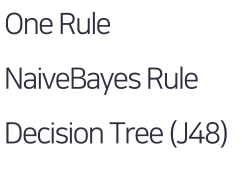 One Rule
NaiveBayes Rule
Decision Tree (J48)